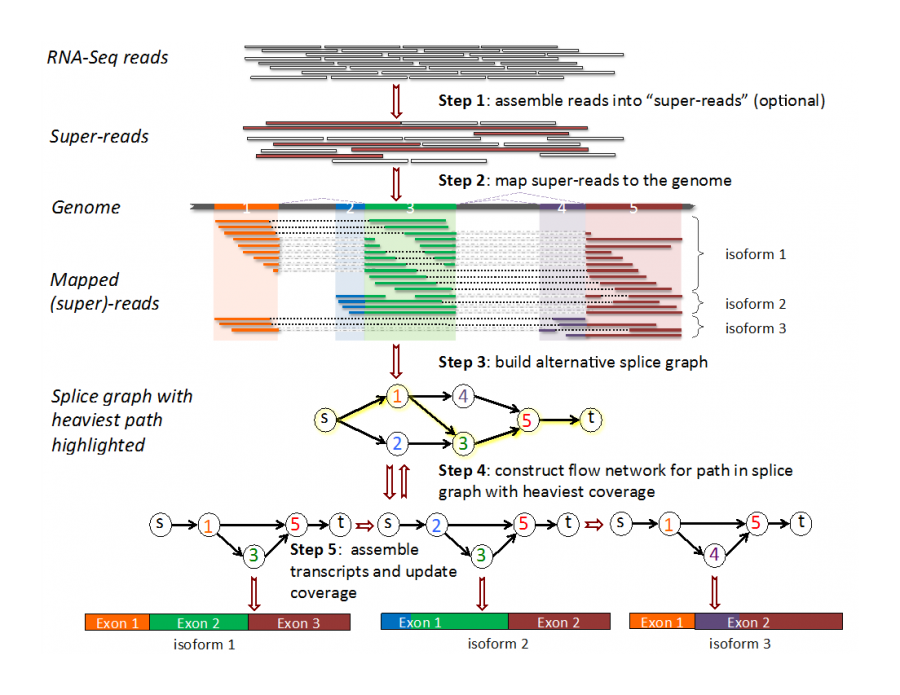 RNA-Seq reads
Step 1: assemble reads into “super-reads” (optional)
Super-reads
Step 2: map super-reads to the genome
Genome
1 2 3 4 5
isoform 1
Mapped
(super)-reads
isoform 2
isoform 3
Step 3: build alternative splice graph
Splice graph with
heaviest path
highlighted
1 4
s 5 t
2 3
Step 4: construct flow network for path in splice
graph with heaviest coverage
s 1 5 t s 2 5 t s 1 5 t
3 3 4
Step 5: assemble
transcripts and update
coverage
Exon 1 Exon 2 Exon 3 Exon 1 Exon 2 Exon 1 Exon 2
isoform 1 isoform 2 isoform 3